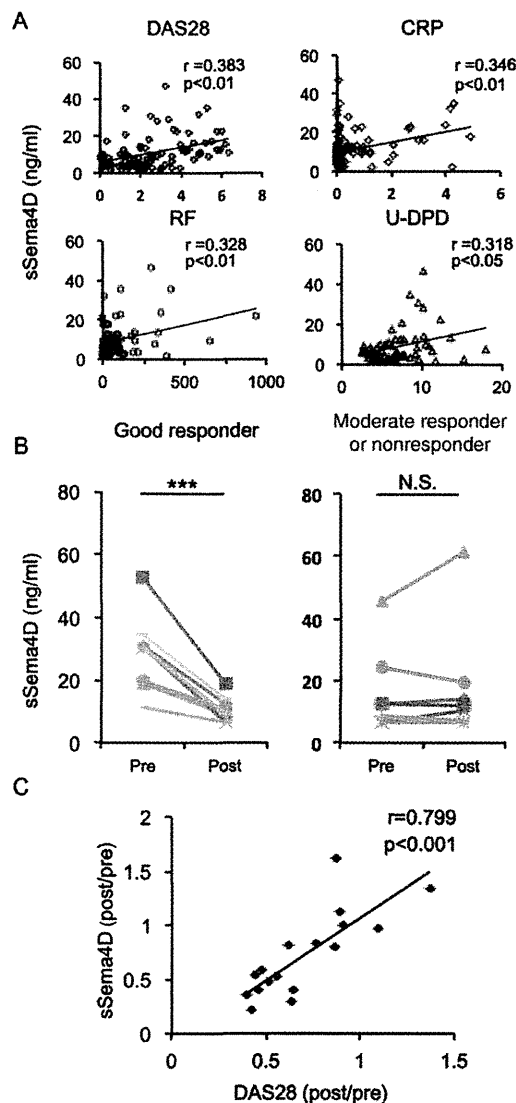 A
DAS28
CRP
sSema4D (ng/ml)
60
40
20
0
r =0.383
p<0.01
0
2
4
6
8
60
40
20
0
r =0.346
p<0.01
0
2
4
6
RF
U-DPD
60
40
20
0
r =0.328
p<0.01
0
250
500
750
1000
60
40
20
0
r =0.318
p<0.05
0
10
20
B
Good responder
Moderate responder
or nonresponder
sSema4D (ng/ml)
80
60
40
20
0
***
Pre
Post
80
60
40
20
0
N.S.
Pre
Post
C
sSema4D (post/pre)
2
1.5
1
0.5
0
r=0.799
p<0.001
0
0.5
1
1.5
DAS28 (post/pre)